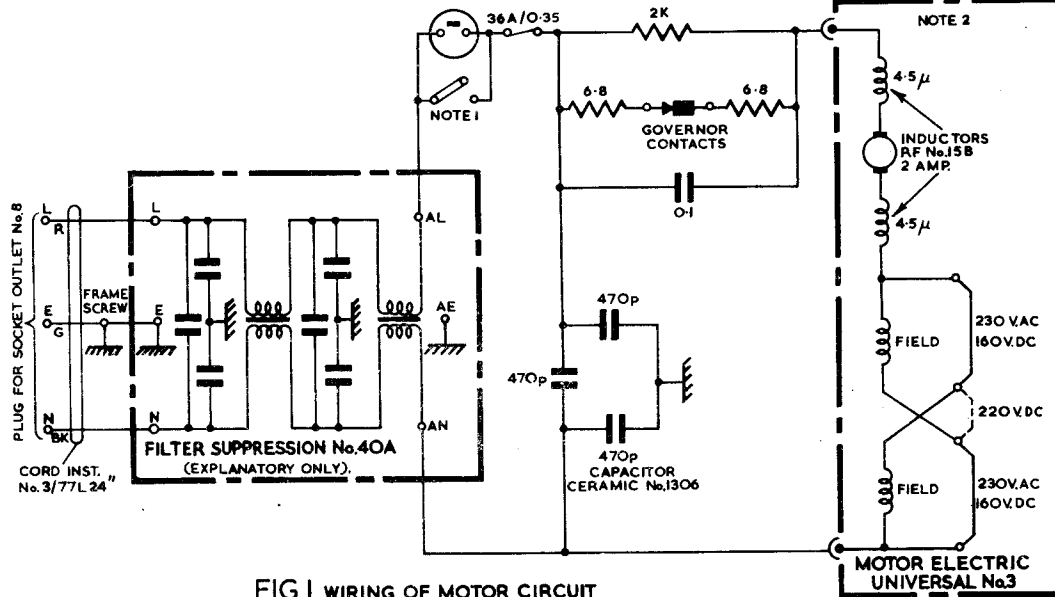 36A/0·35
2K
NOTE 2
NOTE 1
6·8
6·8
GOVERNOR
CONTACTS
0·1
4·5μ
INDUCTORS
RF No.15B
2 AMP.
4·5μ
PLUG FOR SOCKET OUTLET No.8
L
R
L
AL
FRAME
SCREW
E
G
E
AE
N
BK
N
AN
FILTER SUPPRESSION No.40A
(EXPLANATORY ONLY).
CORD INST.
No.3/77L 24"
470p
470p
470p
CAPACITOR
CERAMIC No.1306
FIELD
230 V.AC
160V.DC
220V.DC
FIELD
230V.AC
160V.DC
MOTOR ELECTRIC
UNIVERSAL No.3
FIG.1 WIRING OF MOTOR CIRCUIT